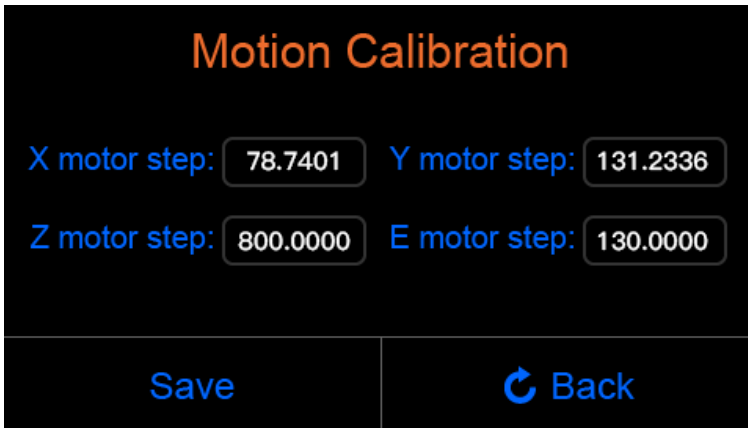 Motion Calibration
X motor step: 78.7401 Y motor step: 131.2336
Z motor step: 800.0000 E motor step: 130.0000
Save Back